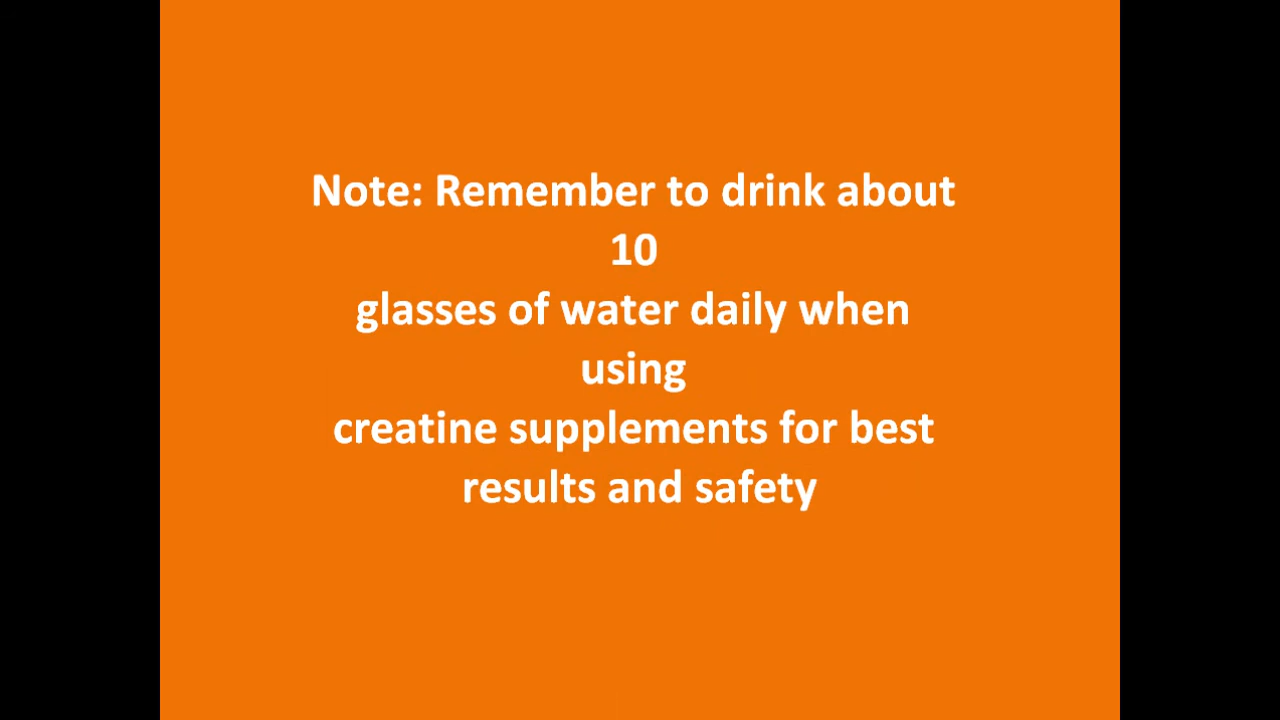 Note: Remember to drink about
10
glasses of water daily when
using
creatine supplements for best
results and safety